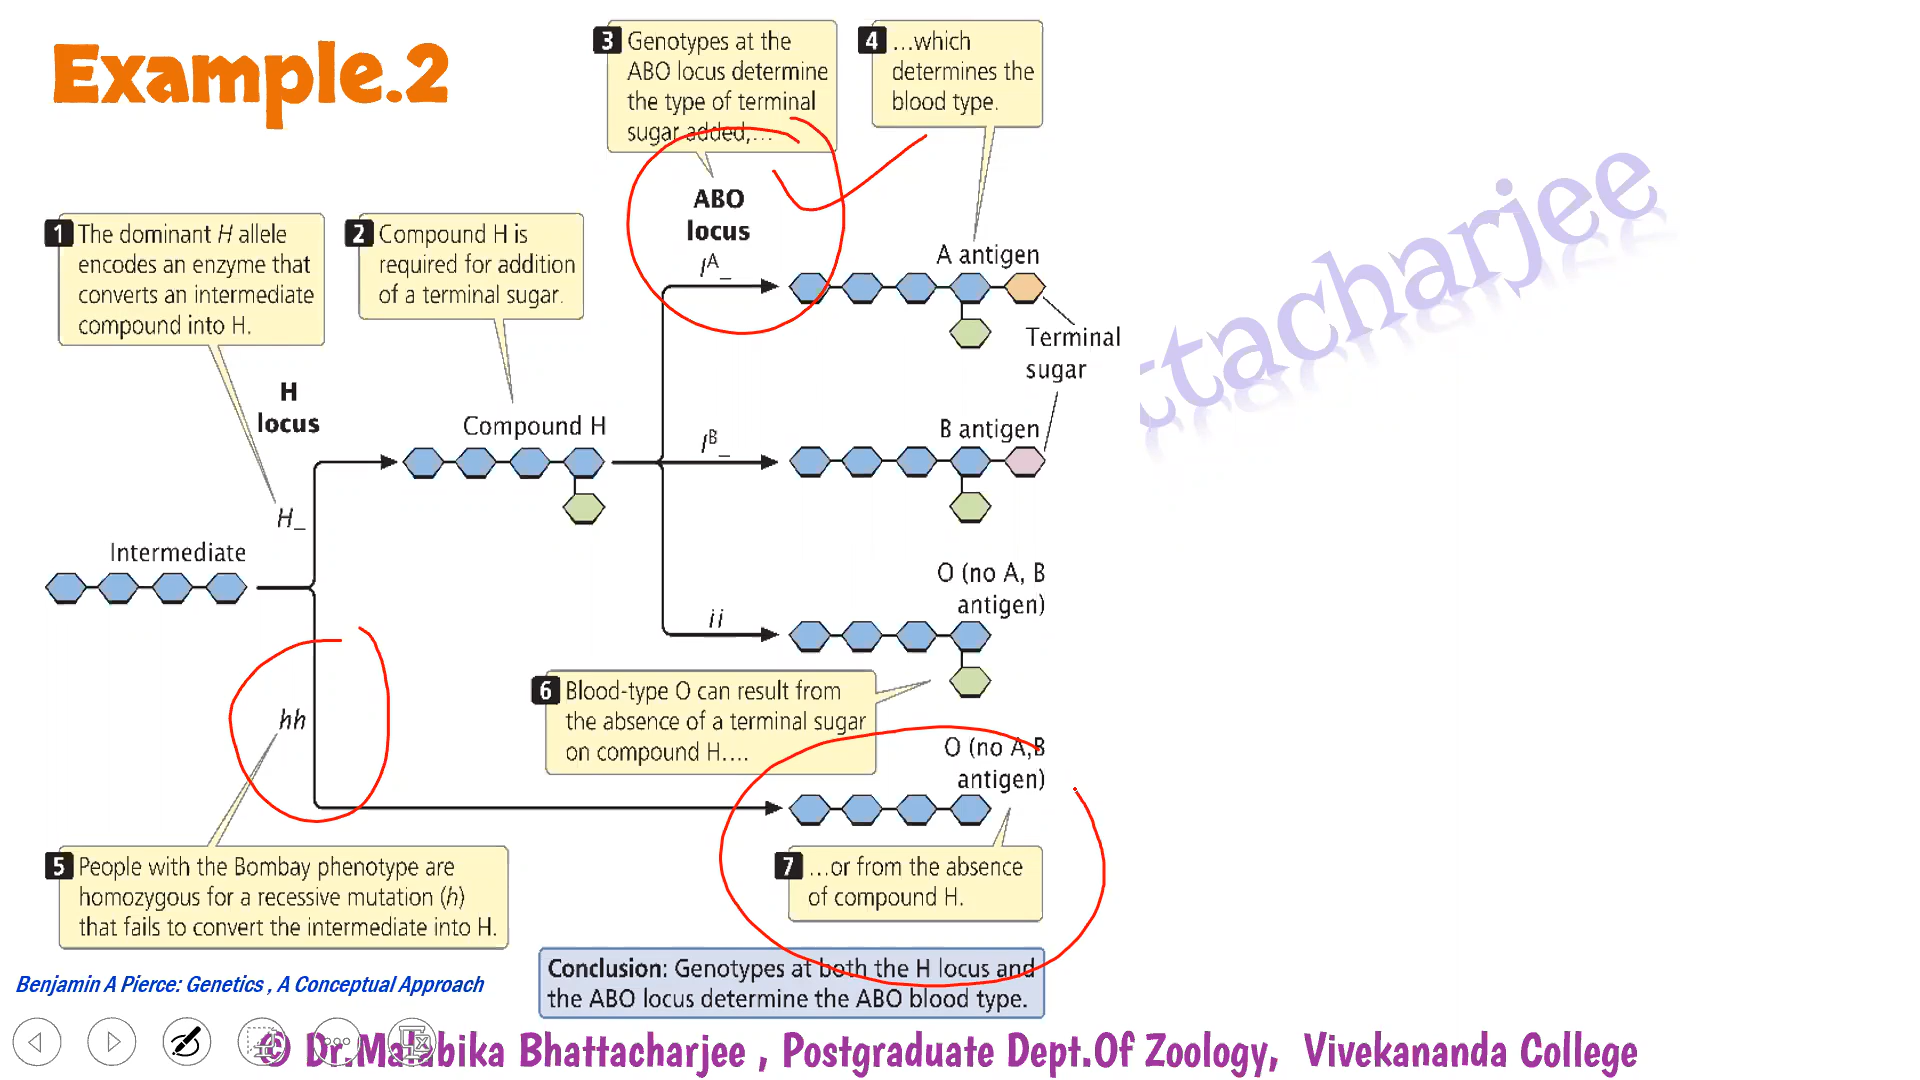 Example.2
3 Genotypes at the
ABO locus determine
the type of terminal
sugar added,...
4 ...which
determines the
blood type.
ABO
locus
1 The dominant H allele
encodes an enzyme that
converts an intermediate
compound into H.
2 Compound H is
required for addition
of a terminal sugar.
I^A_
A antigen
Terminal
sugar
H
locus
Compound H
I^B_
B antigen
H_
Intermediate
O (no A, B
antigen)
ii
6 Blood-type O can result from
the absence of a terminal sugar
on compound H....
hh
O (no A,B
antigen)
5 People with the Bombay phenotype are
homozygous for a recessive mutation (h)
that fails to convert the intermediate into H.
7 ...or from the absence
of compound H.
Conclusion: Genotypes at both the H locus and
the ABO locus determine the ABO blood type.
Benjamin A Pierce: Genetics , A Conceptual Approach
© Dr.Malabika Bhattacharjee , Postgraduate Dept.Of Zoology, Vivekananda College
ttacharjee